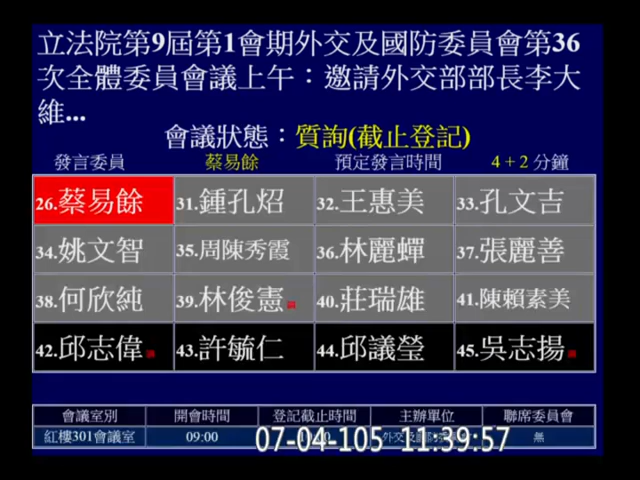 立法院第9屆第1會期外交及國防委員會第36
次全體委員會議上午：邀請外交部部長李大
維...
會議狀態：質詢(截止登記)
發言委員 蔡易餘 預定發言時間 4 + 2 分鐘
26.蔡易餘 31.鍾孔炤 32.王惠美 33.孔文吉
34.姚文智 35.周陳秀霞 36.林麗蟬 37.張麗善
38.何欣純 39.林俊憲 40.莊瑞雄 41.陳賴素美
42.邱志偉 43.許毓仁 44.邱議瑩 45.吳志揚
會議室別 開會時間 登記截止時間 主辦單位 聯席委員會
紅樓301會議室 09:00 無
07-04-105 11:39:57